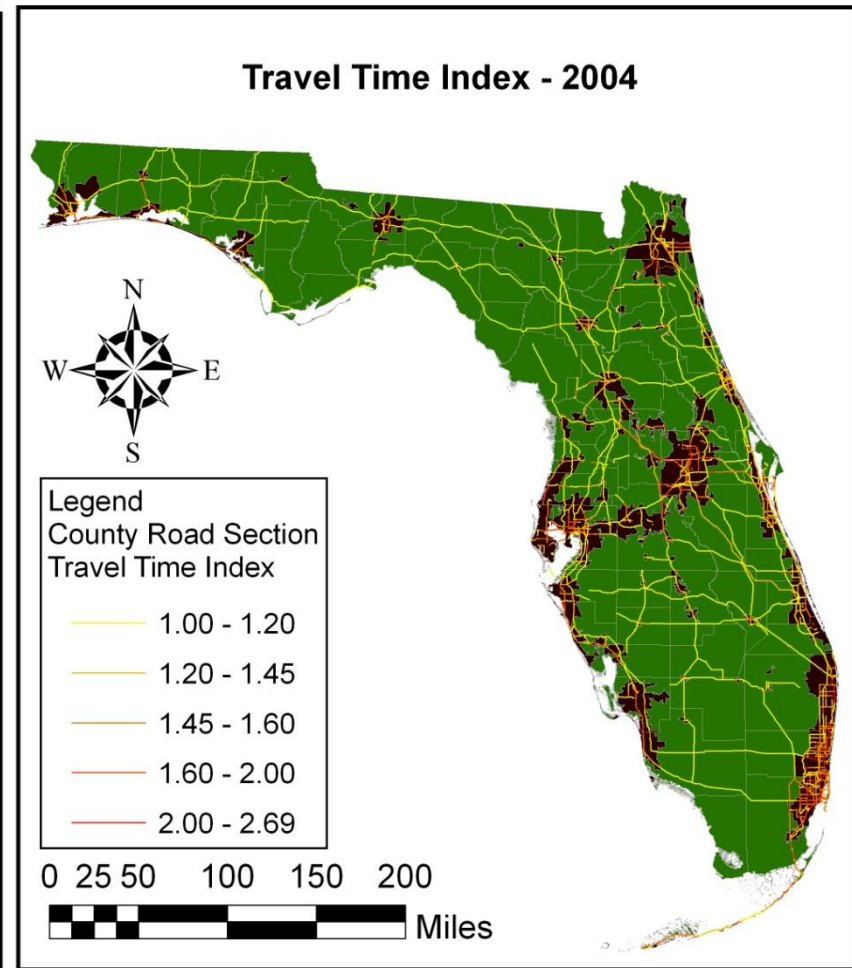 Travel Time Index - 2004
N
W
E
S
Legend
County Road Section
Travel Time Index
1.00 - 1.20
1.20 - 1.45
1.45 - 1.60
1.60 - 2.00
2.00 - 2.69
0 25 50 100 150 200
Miles